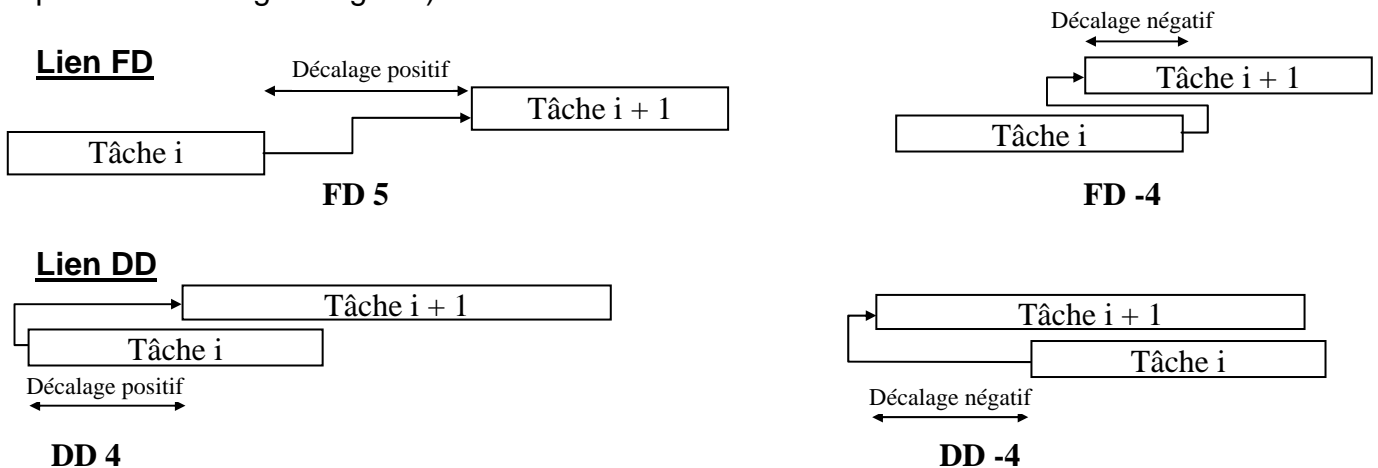 Décalage négatif
Lien FD
Décalage positif
Tâche i + 1
Tâche i + 1
Tâche i
Tâche i
FD 5
FD -4
Lien DD
Tâche i + 1
Tâche i + 1
Tâche i
Tâche i
Décalage positif
Décalage négatif
DD 4
DD -4